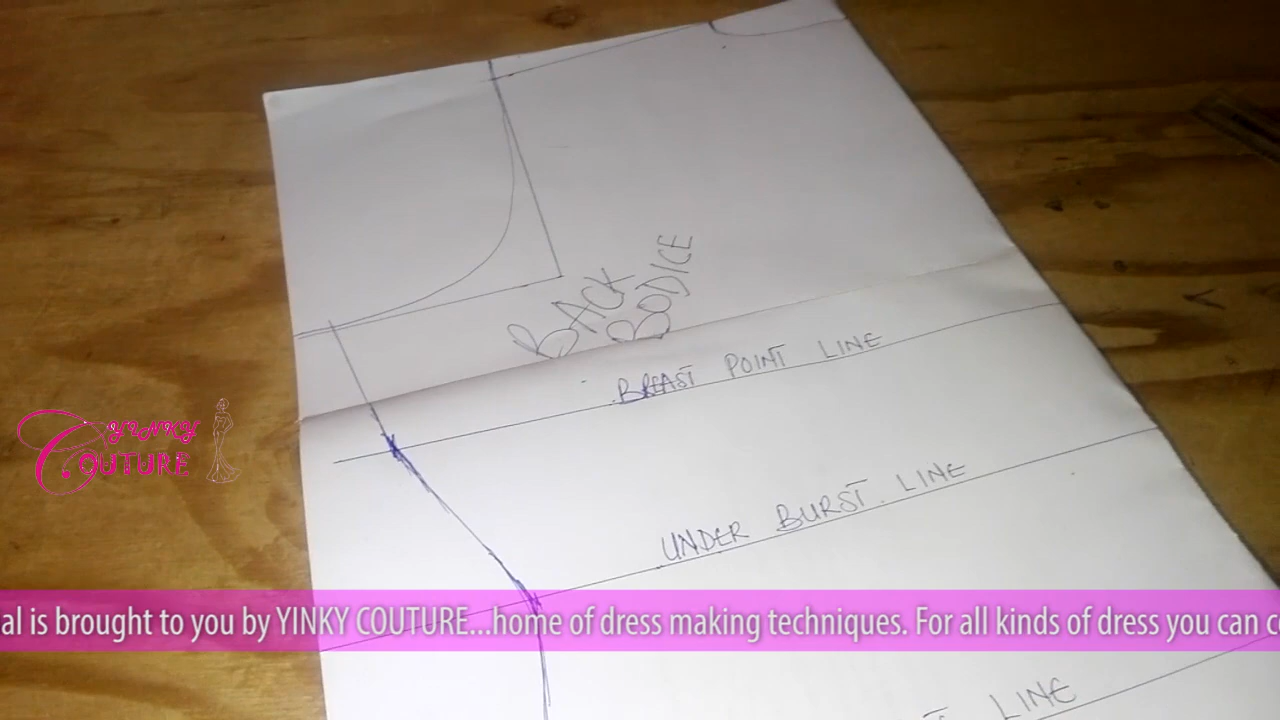 BACK
BODICE
BREAST POINT LINE
UNDER BURST. LINE
YINKY
COUTURE
al is brought to you by YINKY COUTURE...home of dress making techniques. For all kinds of dress you can c
LINE